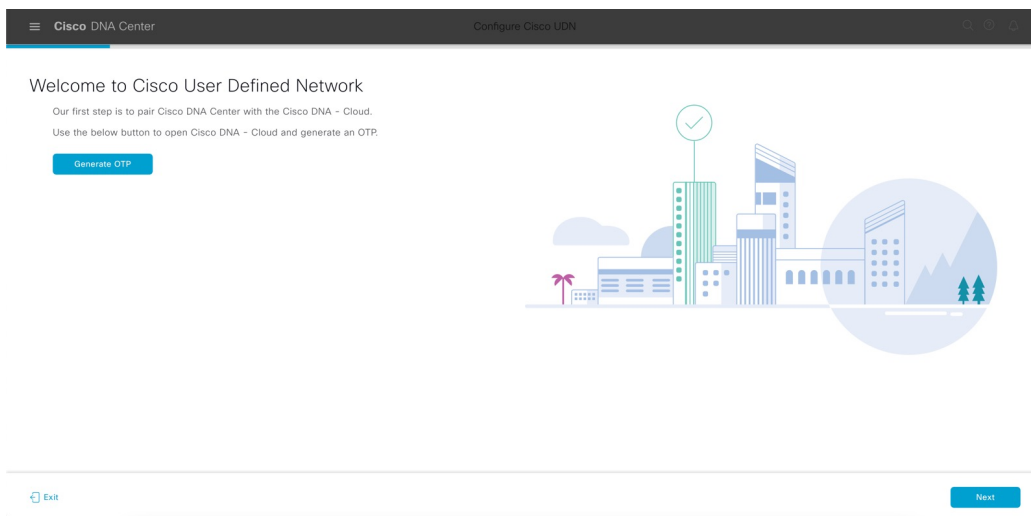 Cisco DNA Center
Configure Cisco UDN
Welcome to Cisco User Defined Network
Our first step is to pair Cisco DNA Center with the Cisco DNA - Cloud.
Use the below button to open Cisco DNA - Cloud and generate an OTP.
Generate OTP
Exit
Next